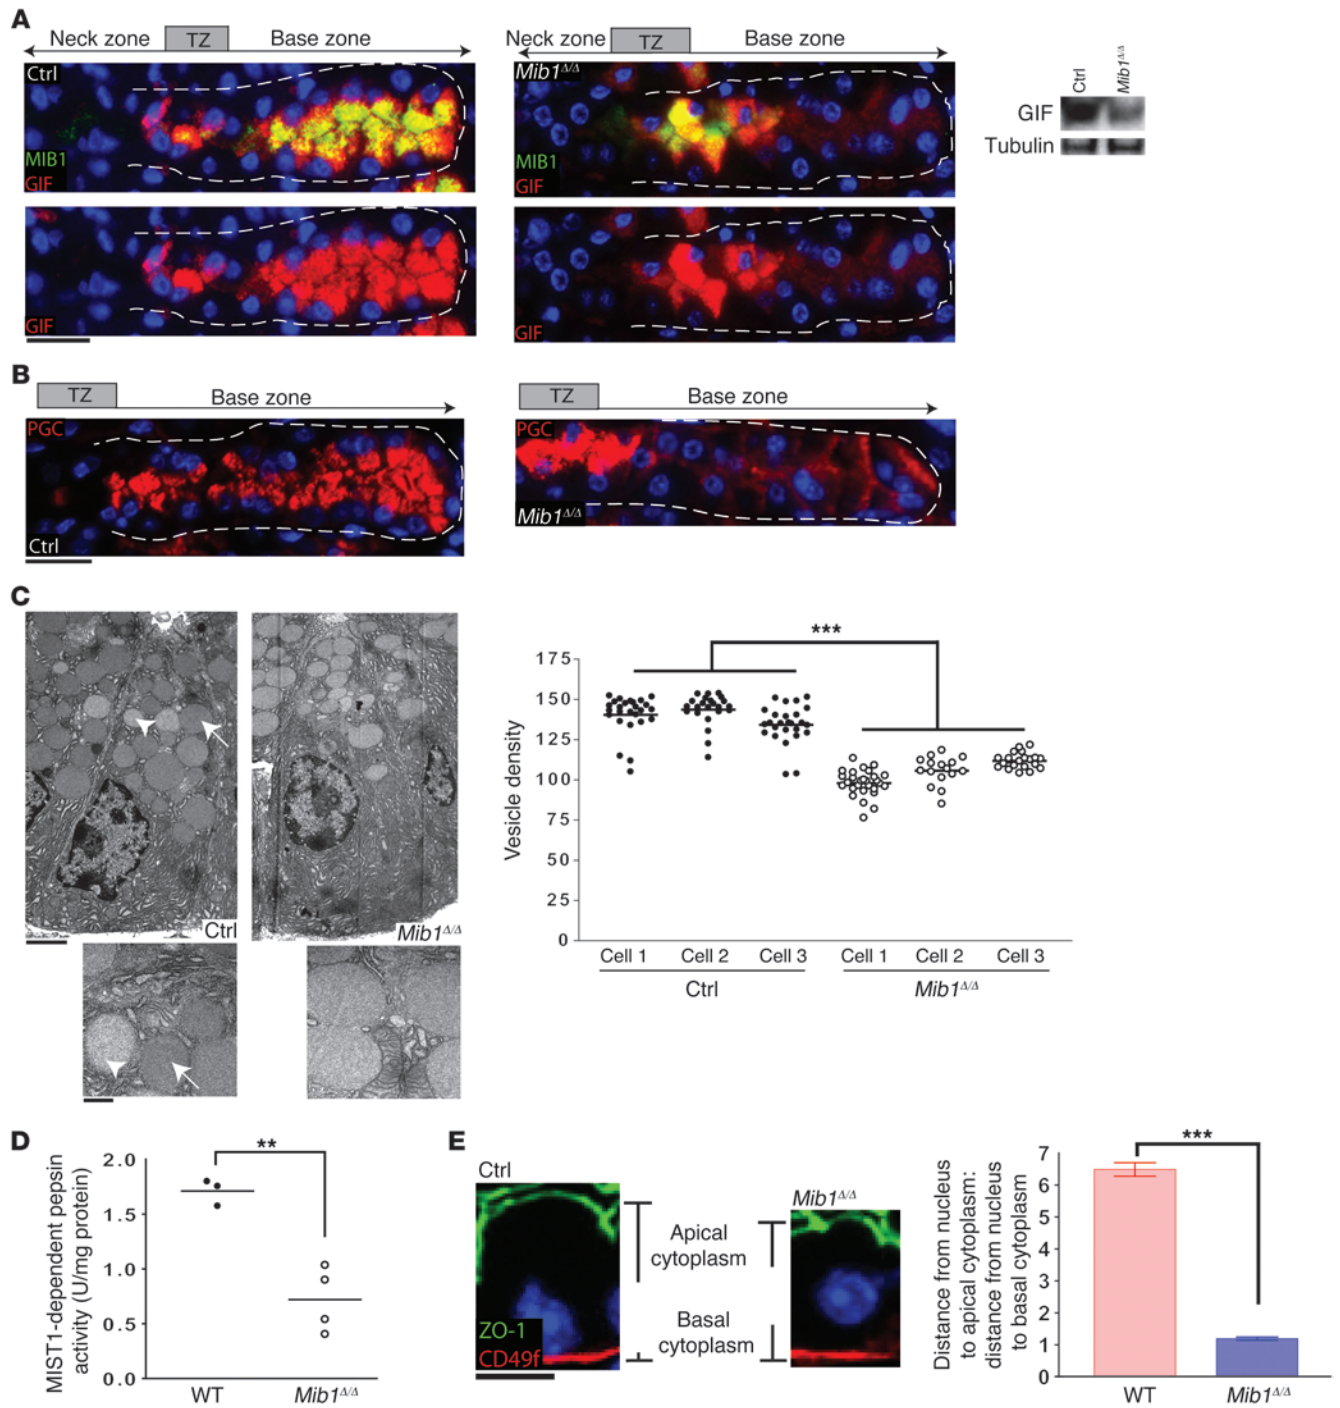 A
Neck zone TZ Base zone
Neck zone TZ Base zone
Ctrl
MIB1
GIF
GIF
Mib1Δ/Δ
MIB1
GIF
GIF
Ctrl
Mib1Δ/Δ
GIF
Tubulin
B
TZ Base zone
TZ Base zone
PGC
Ctrl
PGC
Mib1Δ/Δ
C
Ctrl
Mib1Δ/Δ
***
Vesicle density
175
150
125
100
75
50
25
0
Cell 1 Cell 2 Cell 3 Cell 1 Cell 2 Cell 3
Ctrl Mib1Δ/Δ
D
**
MIST1-dependent pepsin
activity (U/mg protein)
2.0
1.5
1.0
0.5
0.0
WT Mib1Δ/Δ
E
Ctrl
Mib1Δ/Δ
Apical
cytoplasm
Basal
cytoplasm
ZO-1
CD49f
***
Distance from nucleus
to apical cytoplasm:
distance from nucleus
to basal cytoplasm
7
6
5
4
3
2
1
0
WT Mib1Δ/Δ